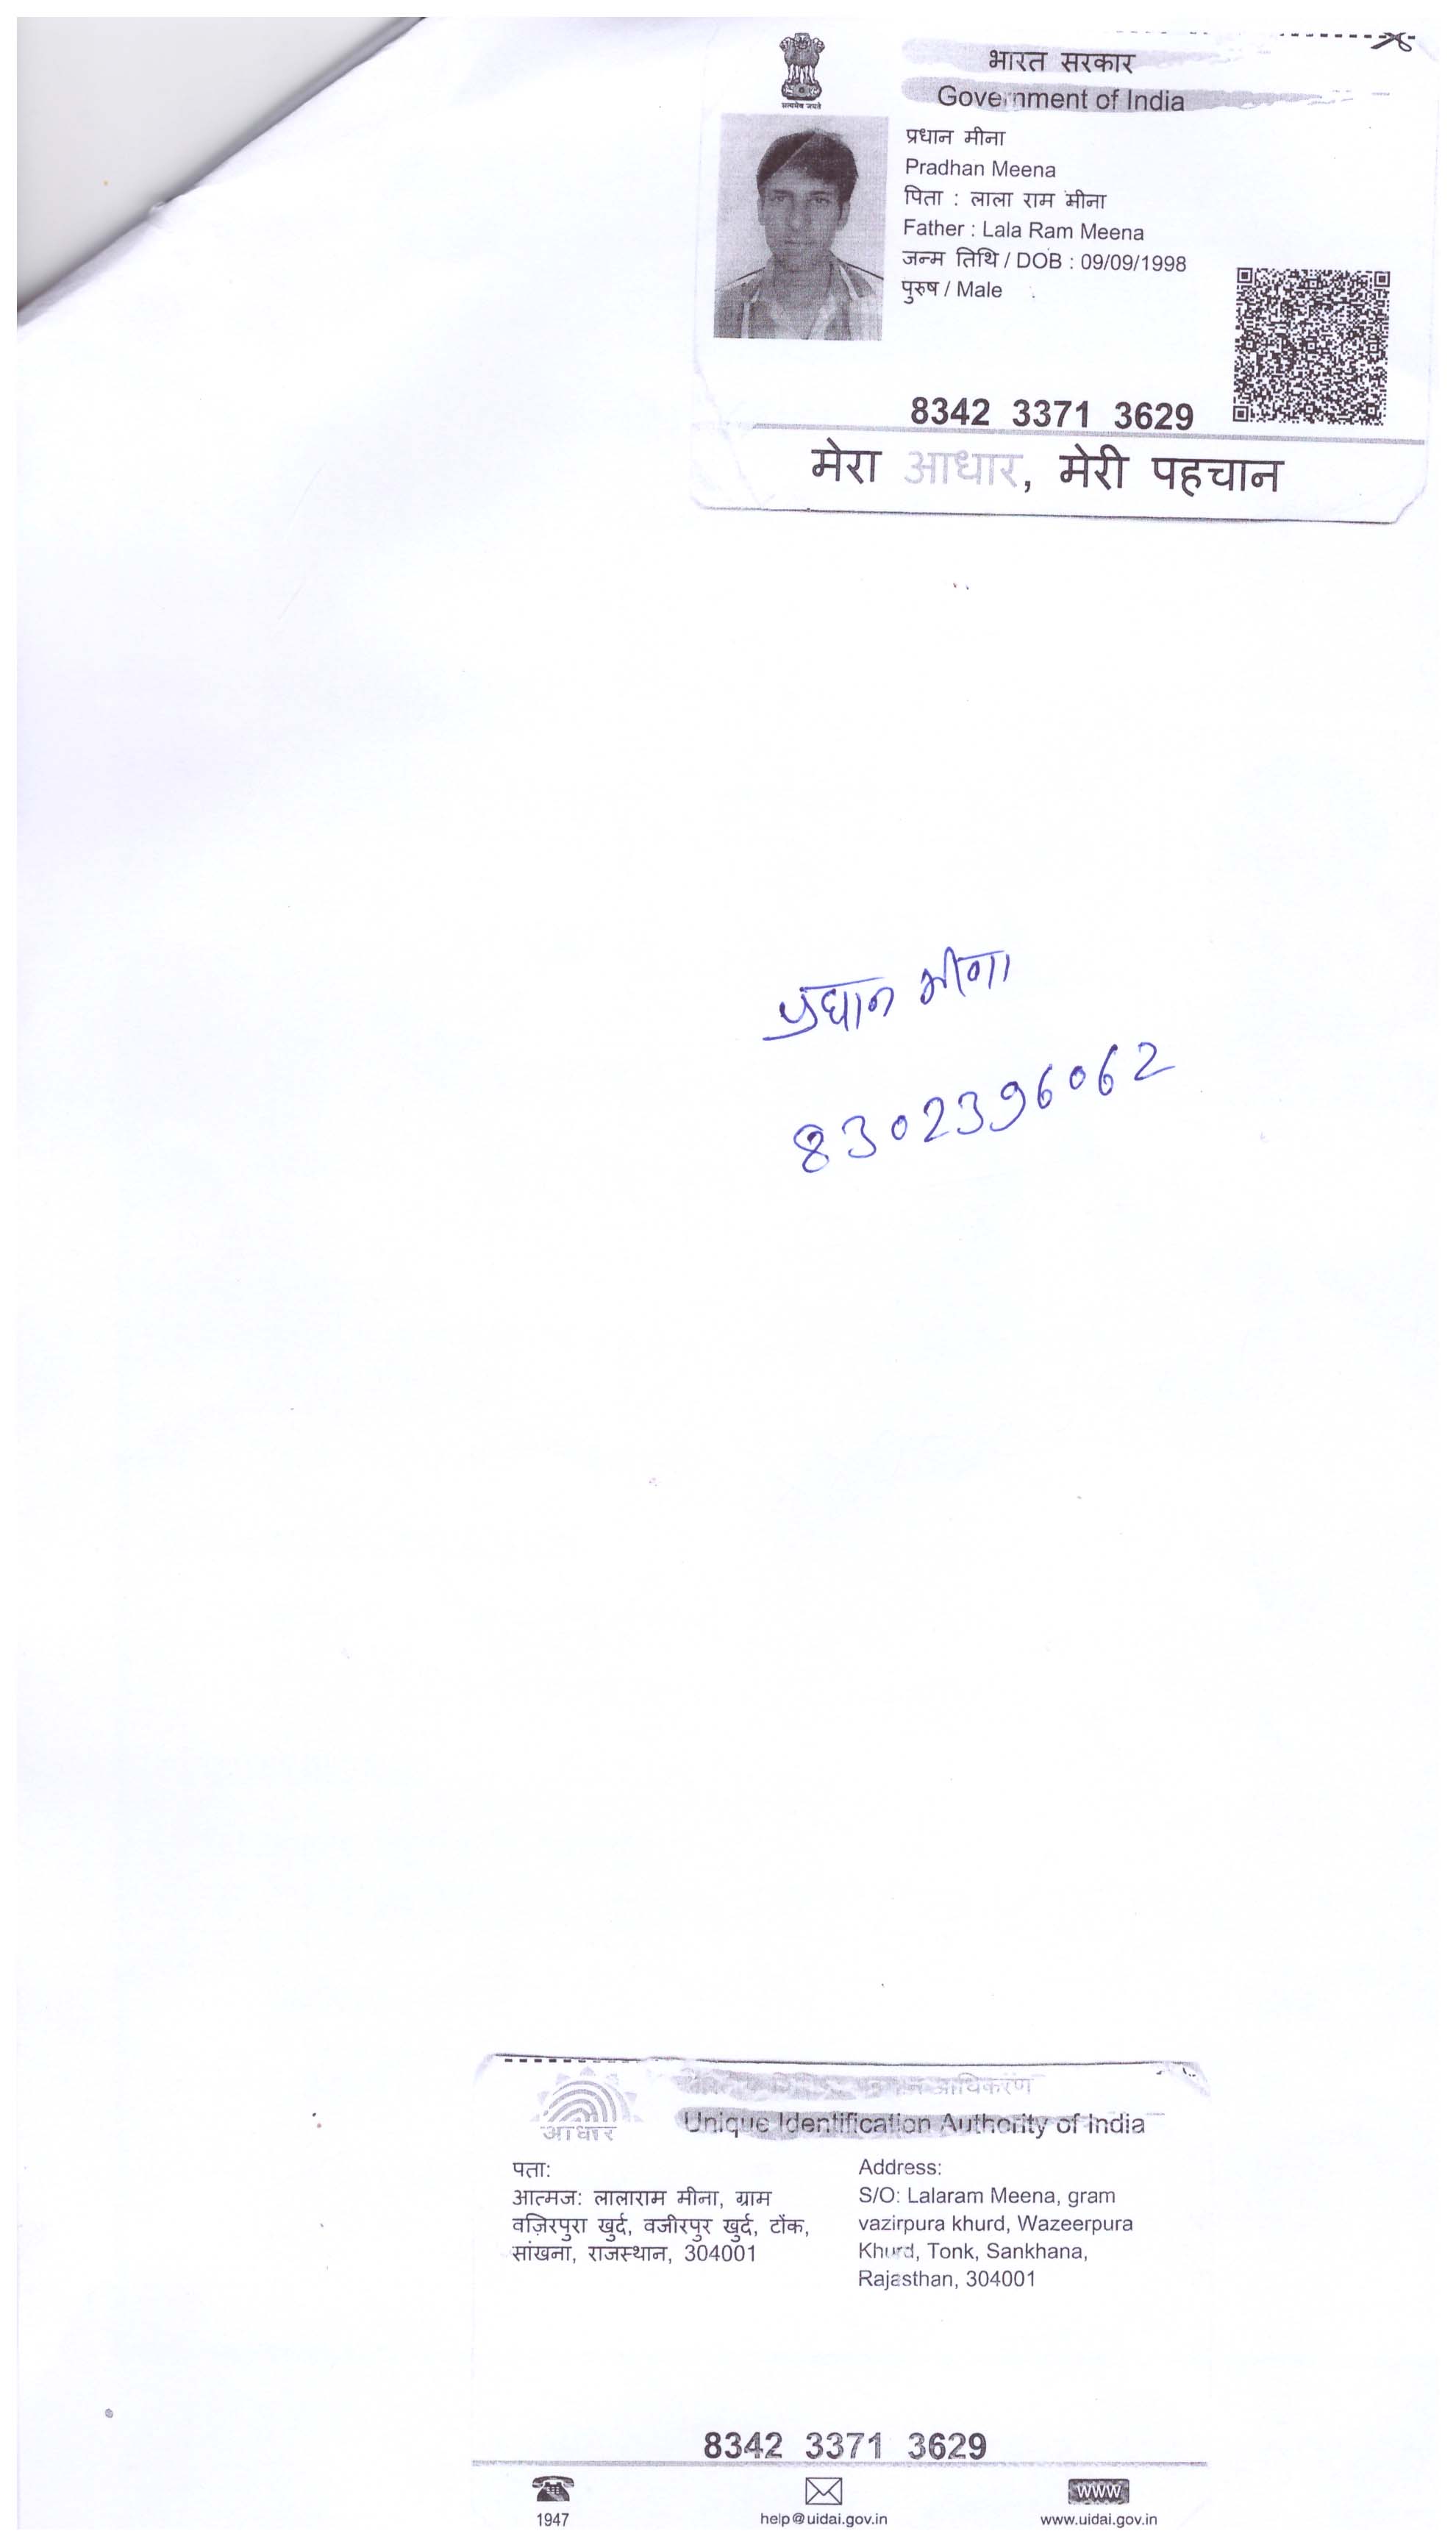 भारत सरकार
Government of India
सत्यमेव जयते
प्रधान मीना
Pradhan Meena
पिता : लाला राम मीना
Father : Lala Ram Meena
जन्म तिथि / DOB : 09/09/1998
पुरुष / Male
8342 3371 3629
मेरा आधार, मेरी पहचान
प्रधान मीना
8302396062
आधार
प्राधिकरण
Unique Identification Authority of India
पता:
आत्मज: लालाराम मीना, ग्राम
वज़िरपुरा खुर्द, वजीरपुर खुर्द, टोंक,
सांखना, राजस्थान, 304001
Address:
S/O: Lalaram Meena, gram
vazirpura khurd, Wazeerpura
Khurd, Tonk, Sankhana,
Rajasthan, 304001
8342 3371 3629
1947
help@uidai.gov.in
www
www.uidai.gov.in